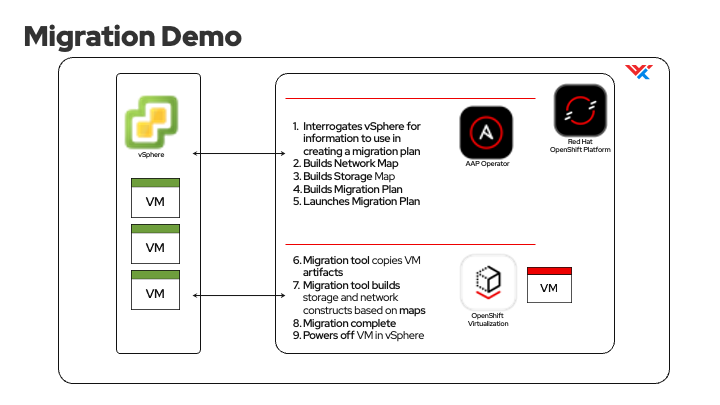 Migration Demo
vSphere
VM
VM
VM
1. Interrogates vSphere for
information to use in
creating a migration plan
2. Builds Network Map
3. Builds Storage Map
4. Builds Migration Plan
5. Launches Migration Plan
AAP Operator
Red Hat
OpenShift Platform
6. Migration tool copies VM
artifacts
7. Migration tool builds
storage and network
constructs based on maps
8. Migration complete
9. Powers off VM in vSphere
OpenShift
Virtualization
VM